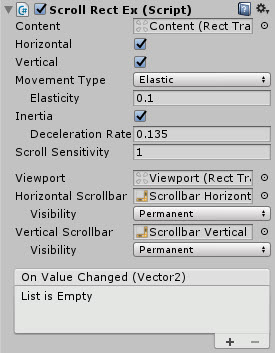 Scroll Rect Ex (Script)
Content Content (Rect Tra
Horizontal
Vertical
Movement Type Elastic
Elasticity 0.1
Inertia
Deceleration Rate 0.135
Scroll Sensitivity 1
Viewport Viewport (Rect Tr
Horizontal Scrollbar Scrollbar Horizont
Visibility Permanent
Vertical Scrollbar Scrollbar Vertical
Visibility Permanent
On Value Changed (Vector2)
List is Empty